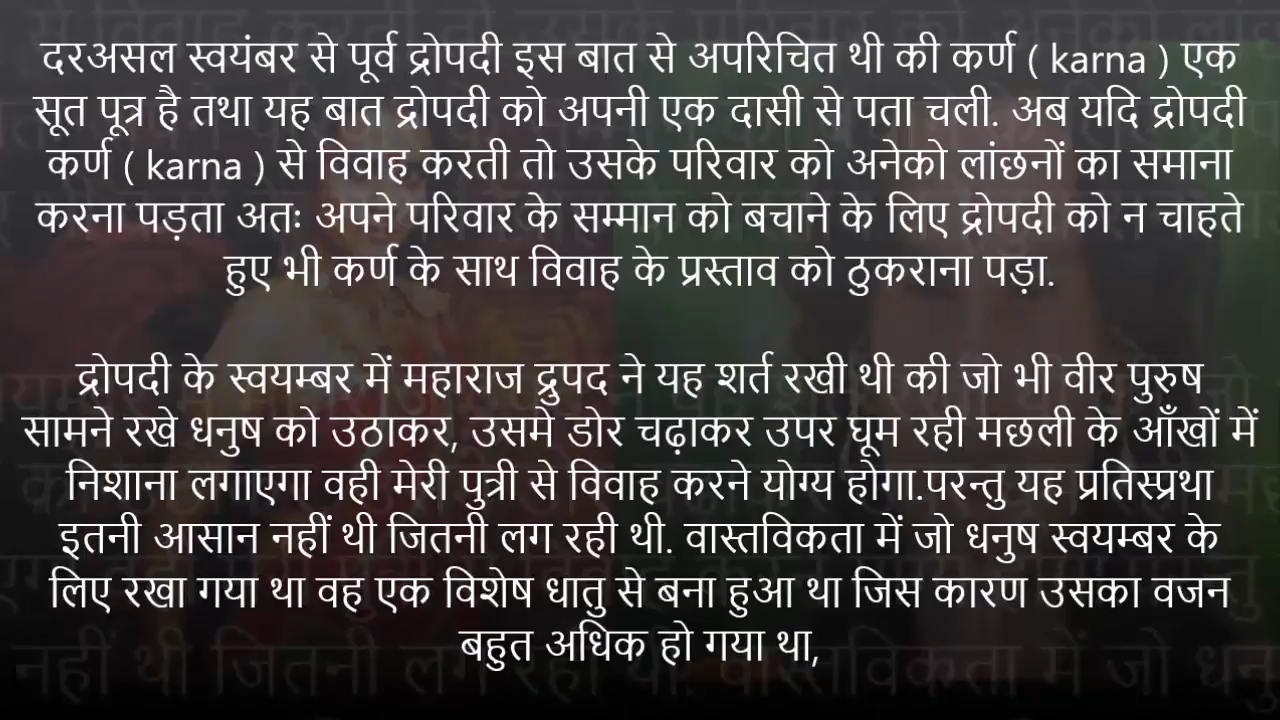 दरअसल स्वयंबर से पूर्व द्रोपदी इस बात से अपरिचित थी की कर्ण ( karna ) एक
सूत पूत्र है तथा यह बात द्रोपदी को अपनी एक दासी से पता चली. अब यदि द्रोपदी
कर्ण ( karna ) से विवाह करती तो उसके परिवार को अनेको लांछनों का समाना
करना पड़ता अतः अपने परिवार के सम्मान को बचाने के लिए द्रोपदी को न चाहते
हुए भी कर्ण के साथ विवाह के प्रस्ताव को ठुकराना पड़ा.
द्रोपदी के स्वयम्बर में महाराज द्रुपद ने यह शर्त रखी थी की जो भी वीर पुरुष
सामने रखे धनुष को उठाकर, उसमे डोर चढ़ाकर उपर घूम रही मछली के आँखों में
निशाना लगाएगा वही मेरी पुत्री से विवाह करने योग्य होगा.परन्तु यह प्रतिस्प्रथा
इतनी आसान नहीं थी जितनी लग रही थी. वास्तविकता में जो धनुष स्वयम्बर के
लिए रखा गया था वह एक विशेष धातु से बना हुआ था जिस कारण उसका वजन
बहुत अधिक हो गया था,